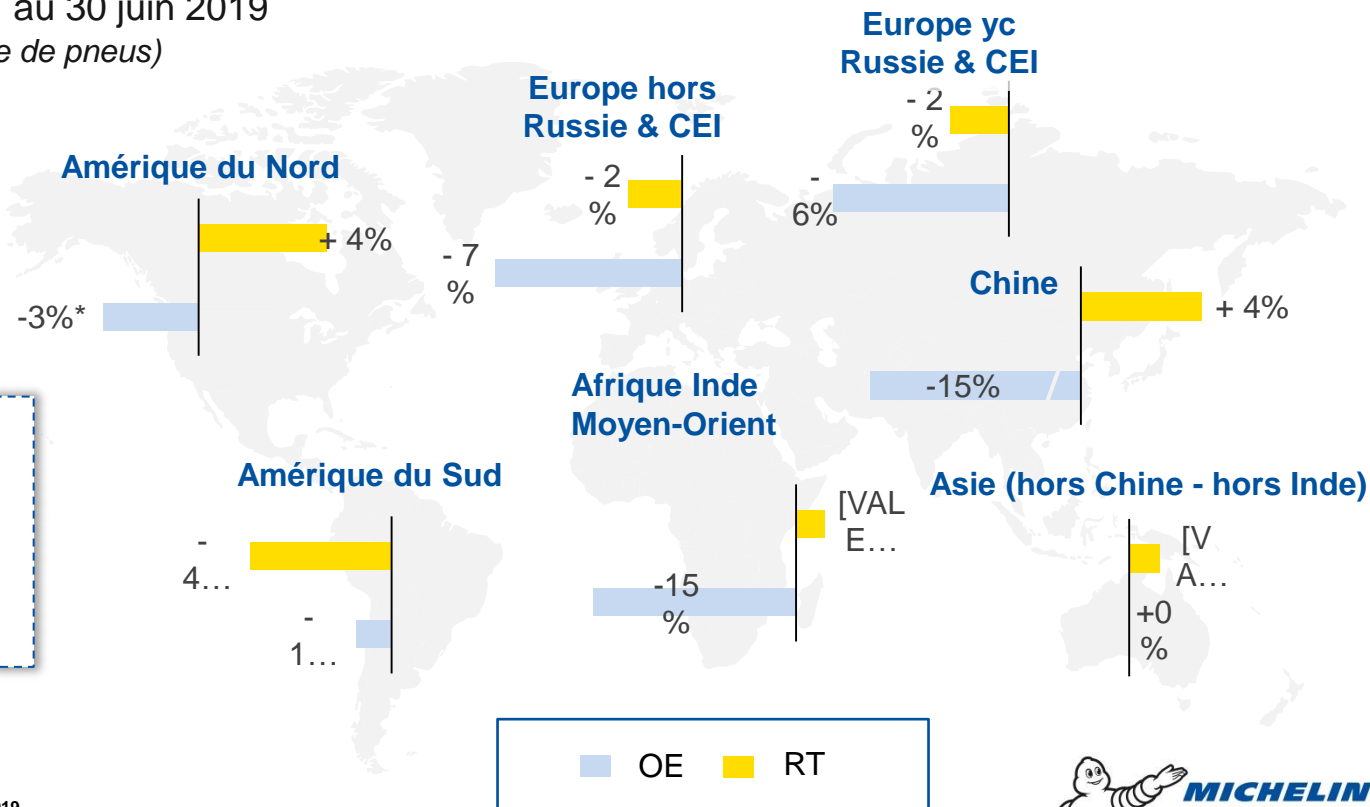 au 30 juin 2019
e de pneus)
Europe yc
Russie & CEI
- 2
%
-
6%
Europe hors
Russie & CEI
- 2
%
- 7
%
Amérique du Nord
+ 4%
-3%*
Chine
+ 4%
-15%
Afrique Inde
Moyen-Orient
[VAL
E…
-15
%
Amérique du Sud
-
4…
-
1…
Asie (hors Chine - hors Inde)
[V
A…
+0
%
OE
RT
MICHELIN
019